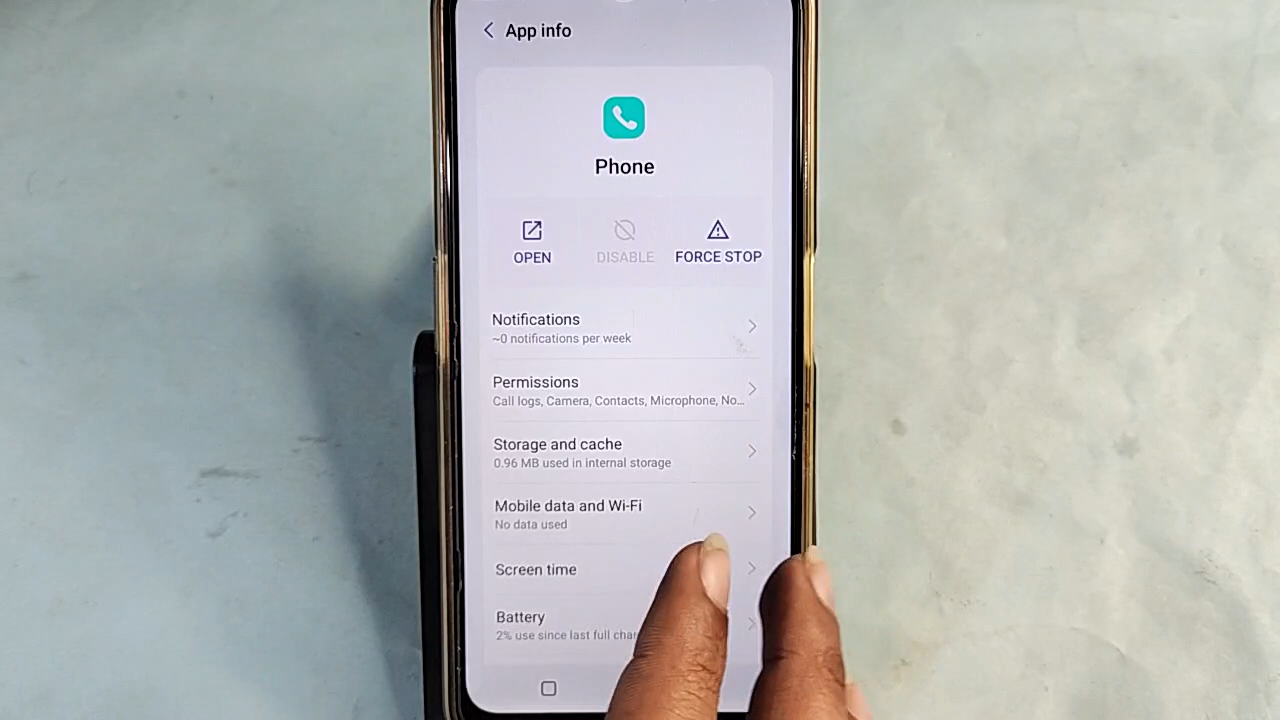 App info
Phone
OPEN
DISABLE
FORCE STOP
Notifications
~0 notifications per week
Permissions
Call logs, Camera, Contacts, Microphone, No...
Storage and cache
0.96 MB used in internal storage
Mobile data and Wi-Fi
No data used
Screen time
Battery
2% use since last full